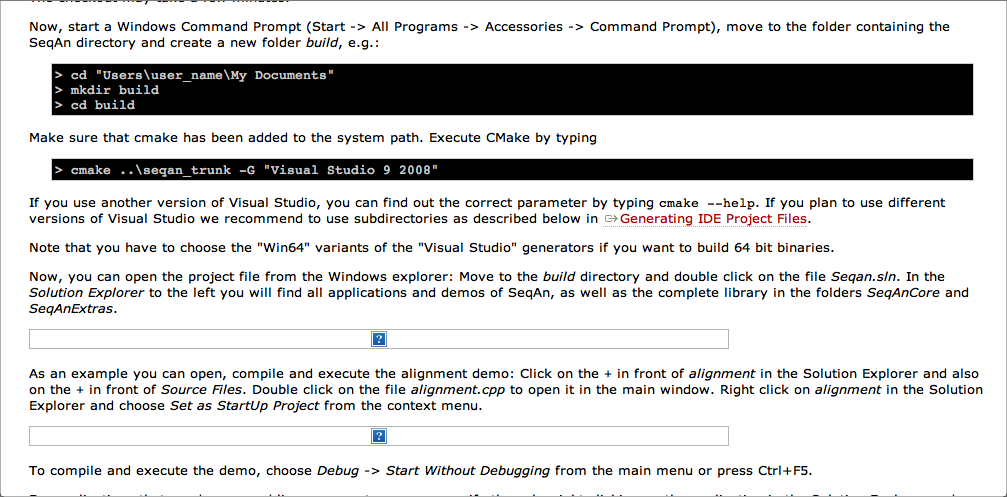 Now, start a Windows Command Prompt (Start -> All Programs -> Accessories -> Command Prompt), move to the folder containing the
SeqAn directory and create a new folder build, e.g.:
> cd "Users\user_name\My Documents"
> mkdir build
> cd build
Make sure that cmake has been added to the system path. Execute CMake by typing
> cmake ..\seqan_trunk -G "Visual Studio 9 2008"
If you use another version of Visual Studio, you can find out the correct parameter by typing cmake --help. If you plan to use different
versions of Visual Studio we recommend to use subdirectories as described below in Generating IDE Project Files.
Note that you have to choose the "Win64" variants of the "Visual Studio" generators if you want to build 64 bit binaries.
Now, you can open the project file from the Windows explorer: Move to the build directory and double click on the file Seqan.sln. In the
Solution Explorer to the left you will find all applications and demos of SeqAn, as well as the complete library in the folders SeqAnCore and
SeqAnExtras.
?
As an example you can open, compile and execute the alignment demo: Click on the + in front of alignment in the Solution Explorer and also
on the + in front of Source Files. Double click on the file alignment.cpp to open it in the main window. Right click on alignment in the Solution
Explorer and choose Set as StartUp Project from the context menu.
?
To compile and execute the demo, choose Debug -> Start Without Debugging from the main menu or press Ctrl+F5.